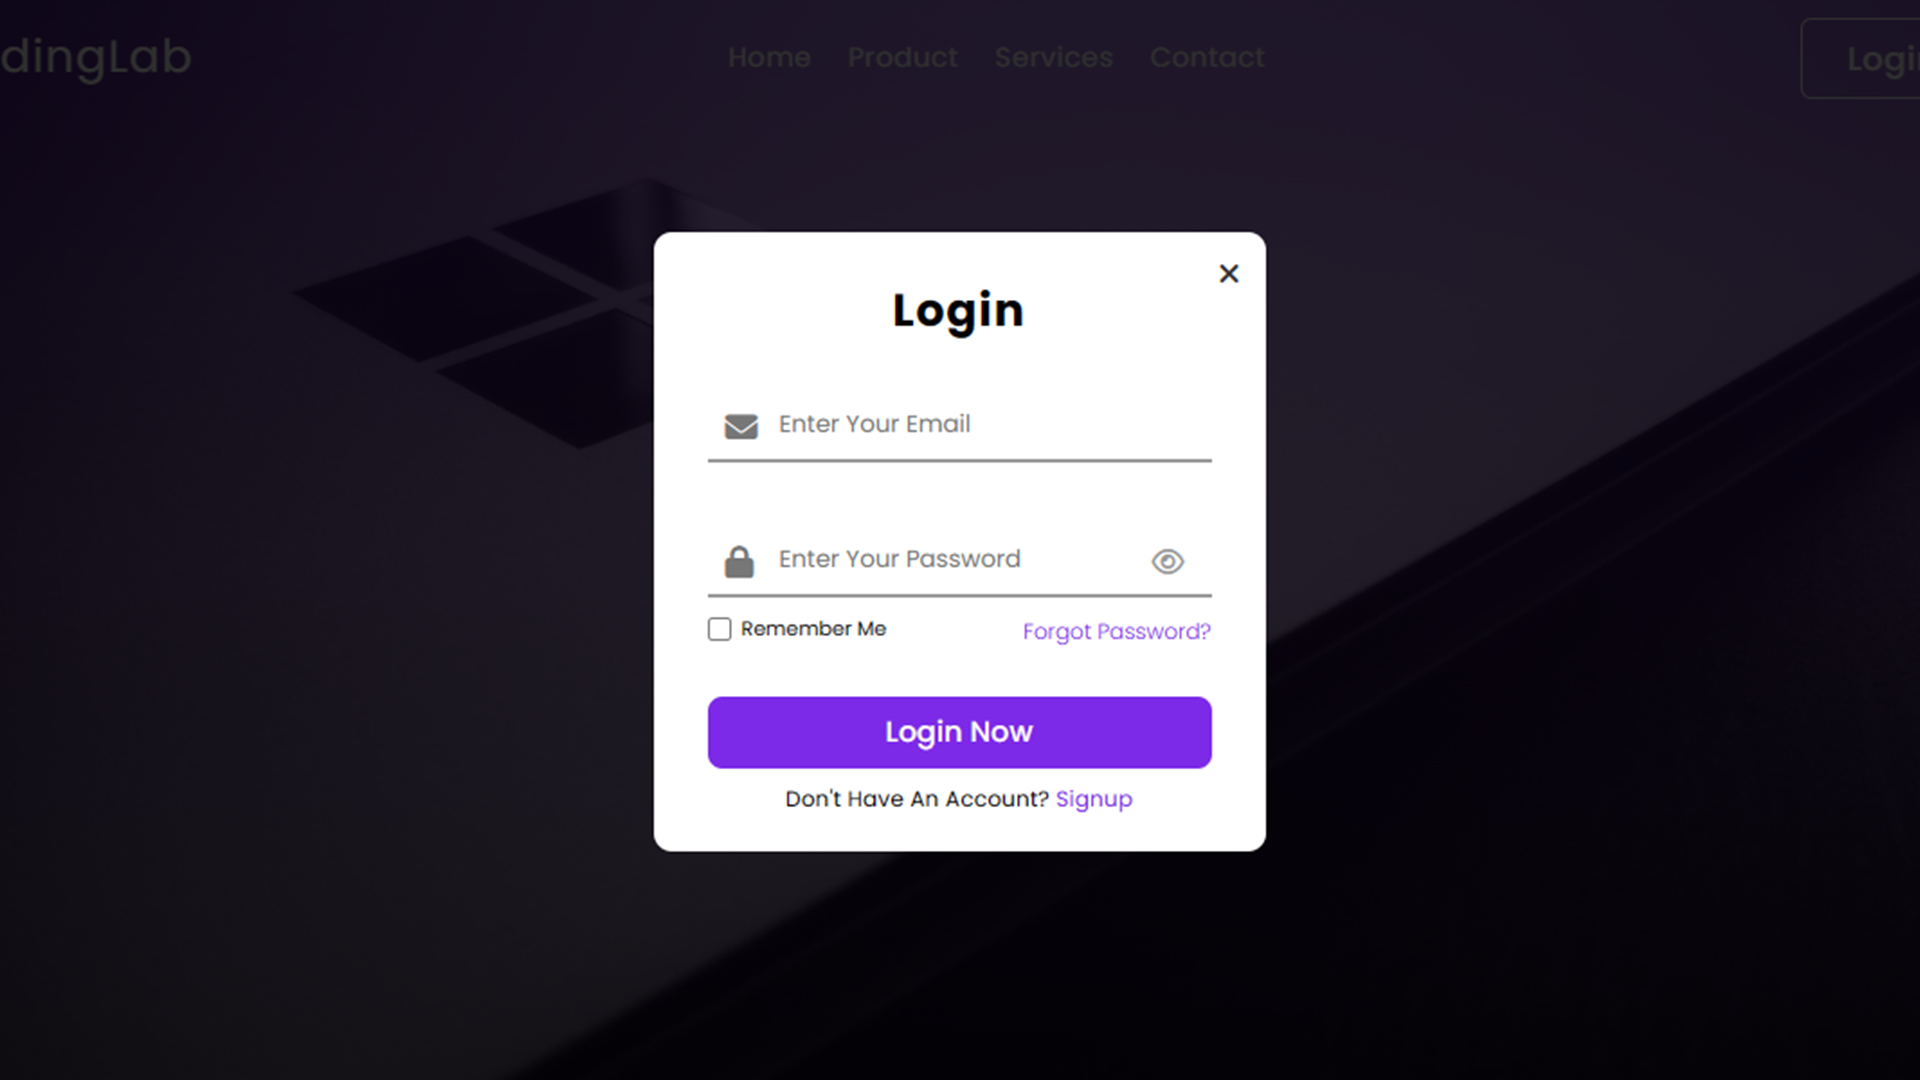 dingLab
Home Product Services Contact
Login
Login
Enter Your Email
Enter Your Password
Remember Me
Forgot Password?
Login Now
Don't Have An Account? Signup